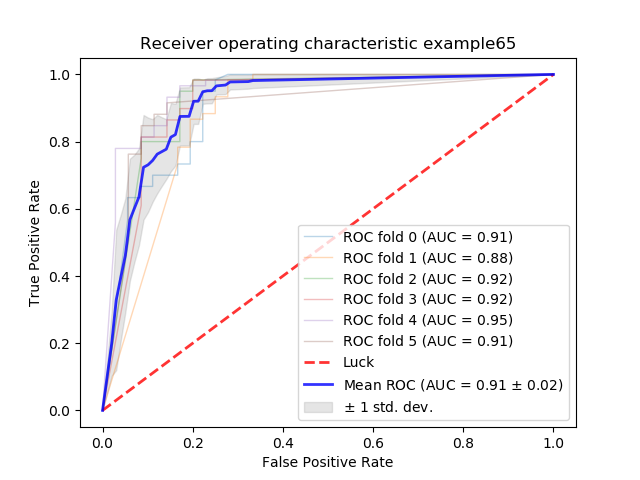 Receiver operating characteristic example65
True Positive Rate
1.0
0.8
0.6
0.4
0.2
0.0
ROC fold 0 (AUC = 0.91)
ROC fold 1 (AUC = 0.88)
ROC fold 2 (AUC = 0.92)
ROC fold 3 (AUC = 0.92)
ROC fold 4 (AUC = 0.95)
ROC fold 5 (AUC = 0.91)
Luck
Mean ROC (AUC = 0.91 ± 0.02)
± 1 std. dev.
0.0 0.2 0.4 0.6 0.8 1.0
False Positive Rate